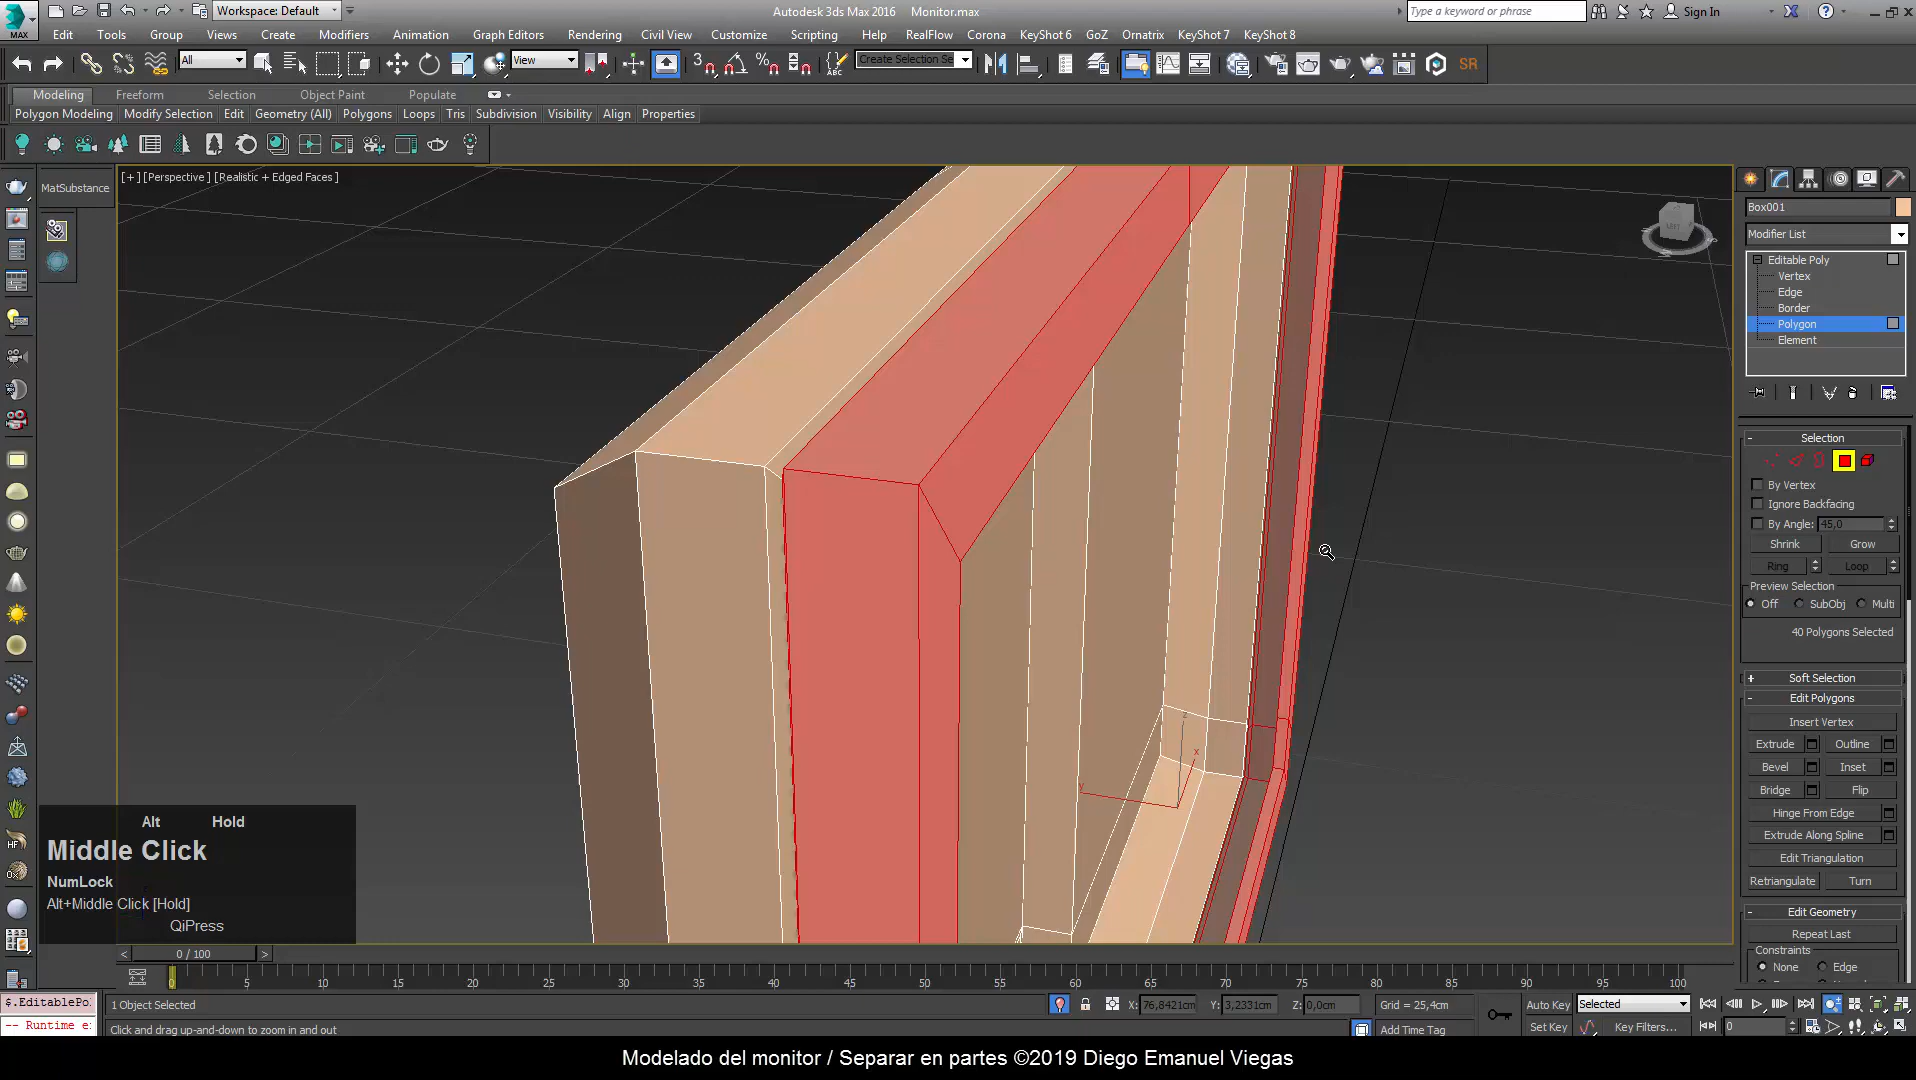 MAX
Workspace: Default
Autodesk 3ds Max 2016    Monitor.max
Type a keyword or phrase
Sign In
Edit
Tools
Group
Views
Create
Modifiers
Animation
Graph Editors
Rendering
Civil View
Customize
Scripting
Help
RealFlow
Corona
KeyShot 6
GoZ
Ornatrix
KeyShot 7
KeyShot 8
All
View
3
ABC
Create Selection Se
SR
Modeling
Freeform
Selection
Object Paint
Populate
Polygon Modeling
Modify Selection
Edit
Geometry (All)
Polygons
Loops
Tris
Subdivision
Visibility
Align
Properties
MatSubstance
[+] [Perspective ] [Realistic + Edged Faces ]
Box001
Modifier List
Editable Poly
Vertex
Edge
Border
Polygon
Element
Selection
By Vertex
Ignore Backfacing
By Angle: 45,0
Shrink
Grow
Ring
Loop
Preview Selection
Off
SubObj
Multi
40 Polygons Selected
Soft Selection
Edit Polygons
Insert Vertex
Extrude
Outline
Bevel
Inset
Bridge
Flip
Hinge From Edge
Extrude Along Spline
Edit Triangulation
Retriangulate
Turn
Edit Geometry
Repeat Last
Constraints
None
Edge
z
x
y
HF
Alt
Hold
Middle Click
NumLock
Alt+Middle Click [Hold]
QiPress
< 0 / 100 >
0 5 10 15 20 25 30 35 40 45 50 55 60 65 70 75 80 85 90 95 100
$.EditablePo
-- Runtime e
1 Object Selected
Click and drag up-and-down to zoom in and out
X: 76,8421cm
Y: 3,2331cm
Z: 0,0cm
Grid = 25,4cm
Add Time Tag
Auto Key
Selected
Set Key
Key Filters...
0
Modelado del monitor / Separar en partes ©2019 Diego Emanuel Viegas